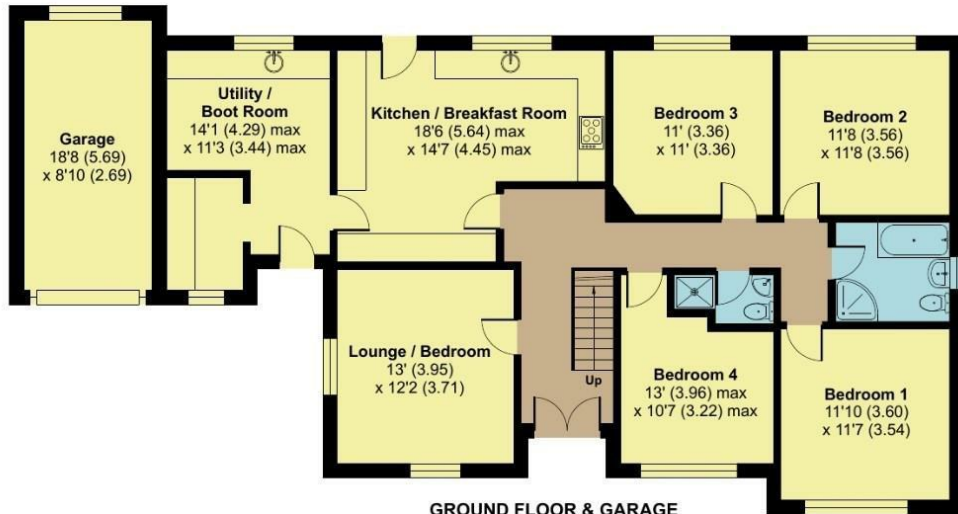 Garage
18'8 (5.69)
x 8'10 (2.69)
Utility /
Boot Room
14'1 (4.29) max
x 11'3 (3.44) max
Kitchen / Breakfast Room
18'6 (5.64) max
x 14'7 (4.45) max
Bedroom 3
11' (3.36)
x 11' (3.36)
Bedroom 2
11'8 (3.56)
x 11'8 (3.56)
Lounge / Bedroom
13' (3.95)
x 12'2 (3.71)
Up
Bedroom 4
13' (3.96) max
x 10'7 (3.22) max
Bedroom 1
11'10 (3.60)
x 11'7 (3.54)
GROUND FLOOR & GARAGE